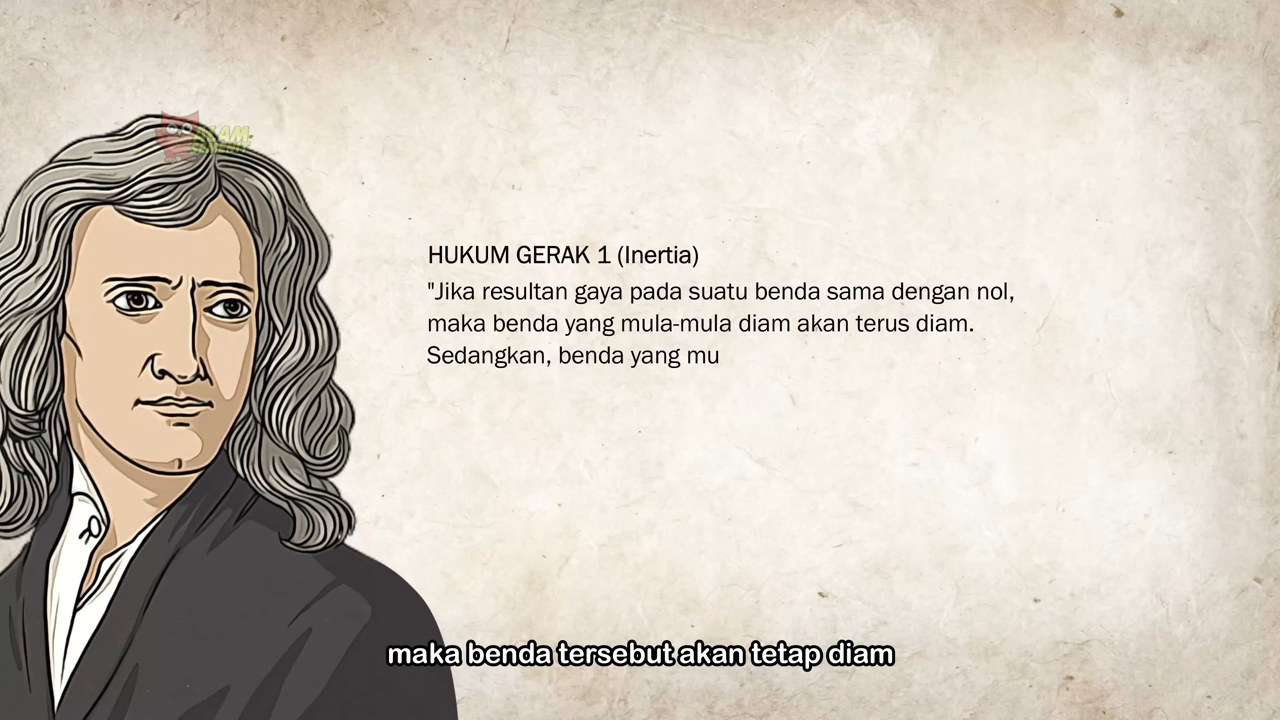 HUKUM GERAK 1 (Inertia)
"Jika resultan gaya pada suatu benda sama dengan nol,
maka benda yang mula-mula diam akan terus diam.
Sedangkan, benda yang mu
maka benda tersebut akan tetap diam